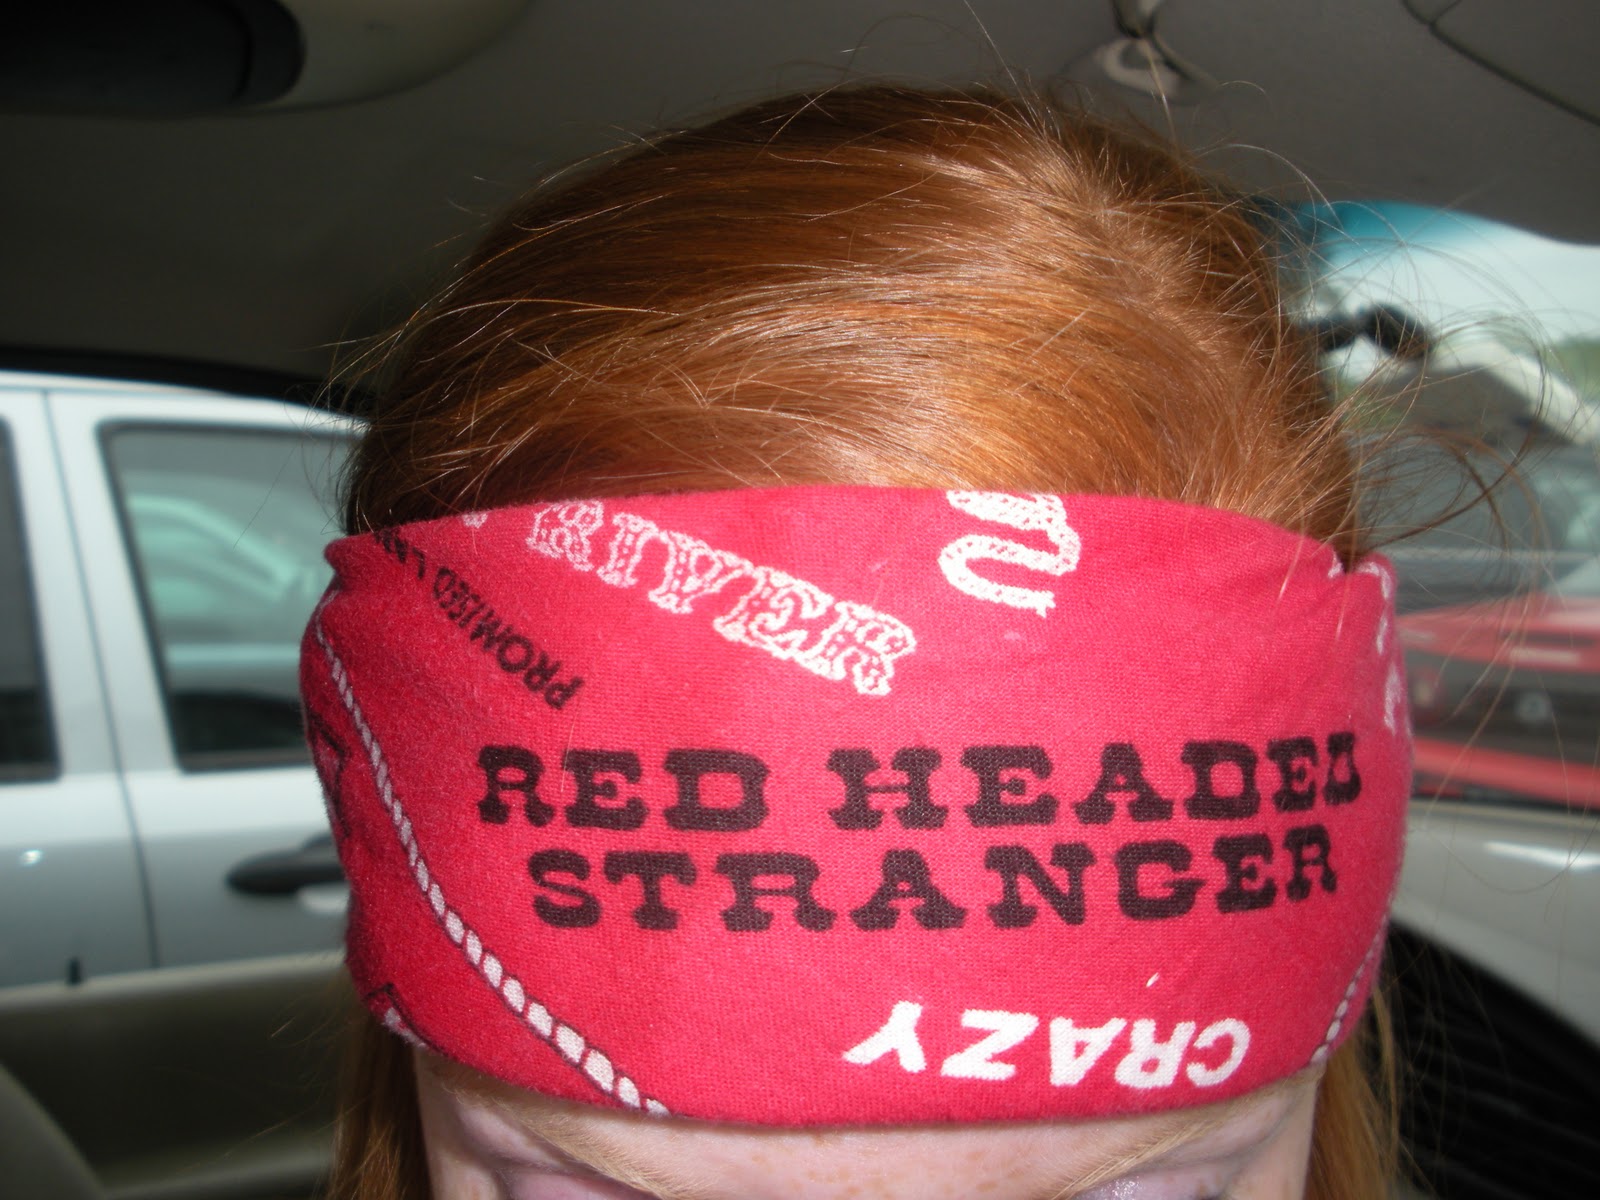 RIVER
PROMISED LAND
RED HEADED
STRANGER
CRAZY